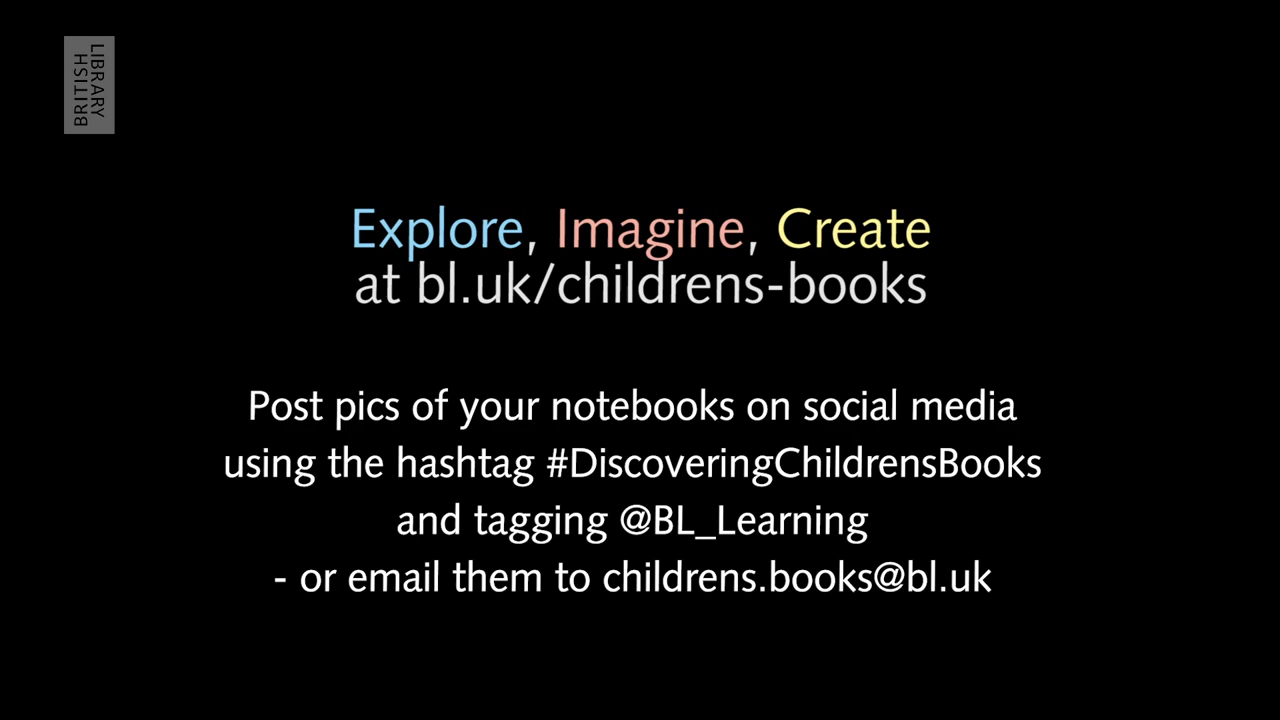 BRITISH
LIBRARY
Explore, Imagine, Create
at bl.uk/childrens-books
Post pics of your notebooks on social media
using the hashtag #DiscoveringChildrensBooks
and tagging @BL_Learning
- or email them to childrens.books@bl.uk